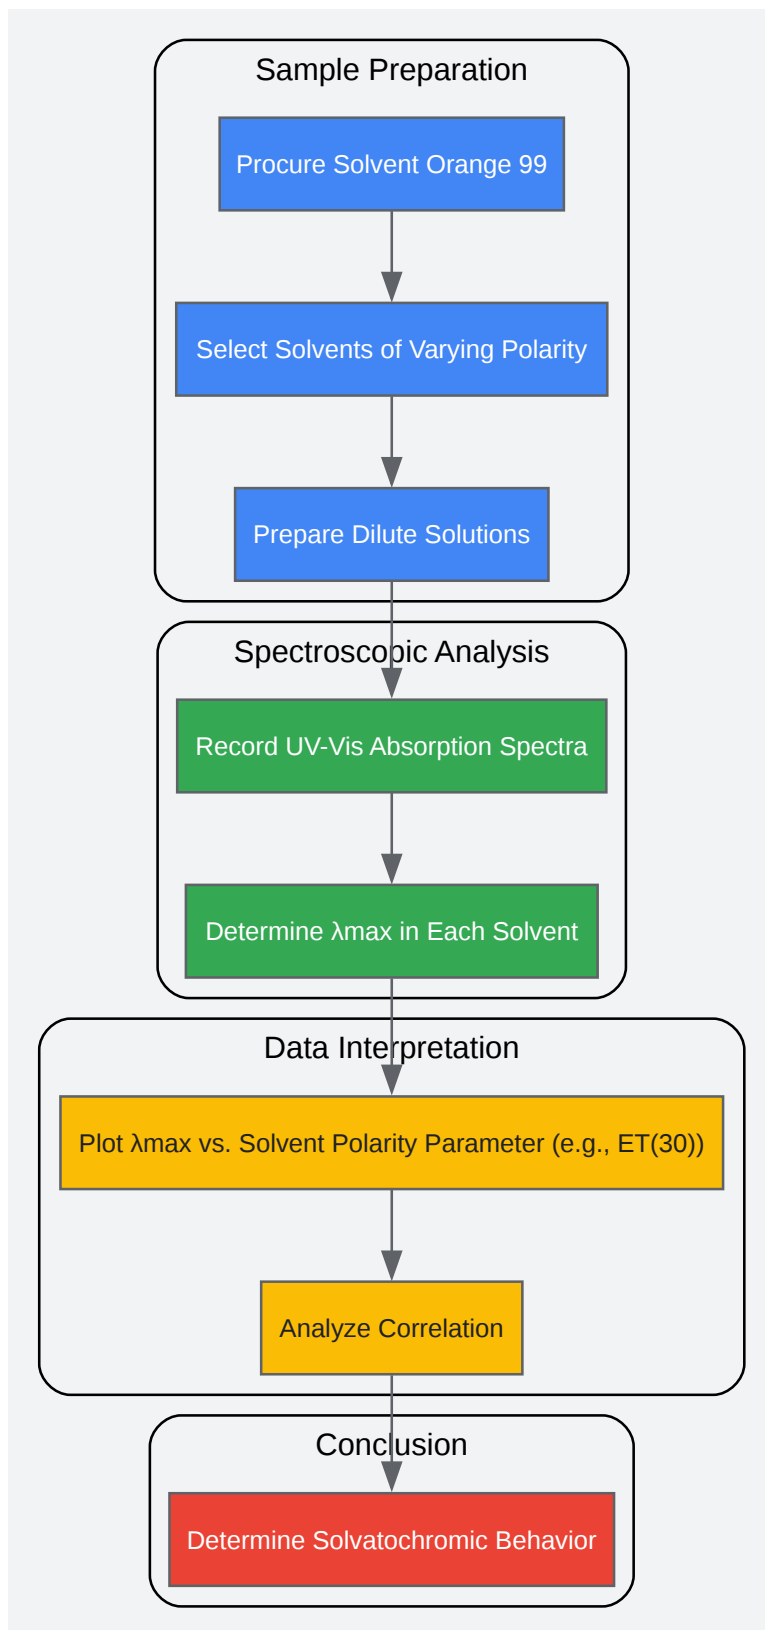 Sample Preparation
Procure Solvent Orange 99
Select Solvents of Varying Polarity
Prepare Dilute Solutions
Spectroscopic Analysis
Record UV-Vis Absorption Spectra
Determine λmax in Each Solvent
Data Interpretation
Plot λmax vs. Solvent Polarity Parameter (e.g., ET(30))
Analyze Correlation
Conclusion
Determine Solvatochromic Behavior